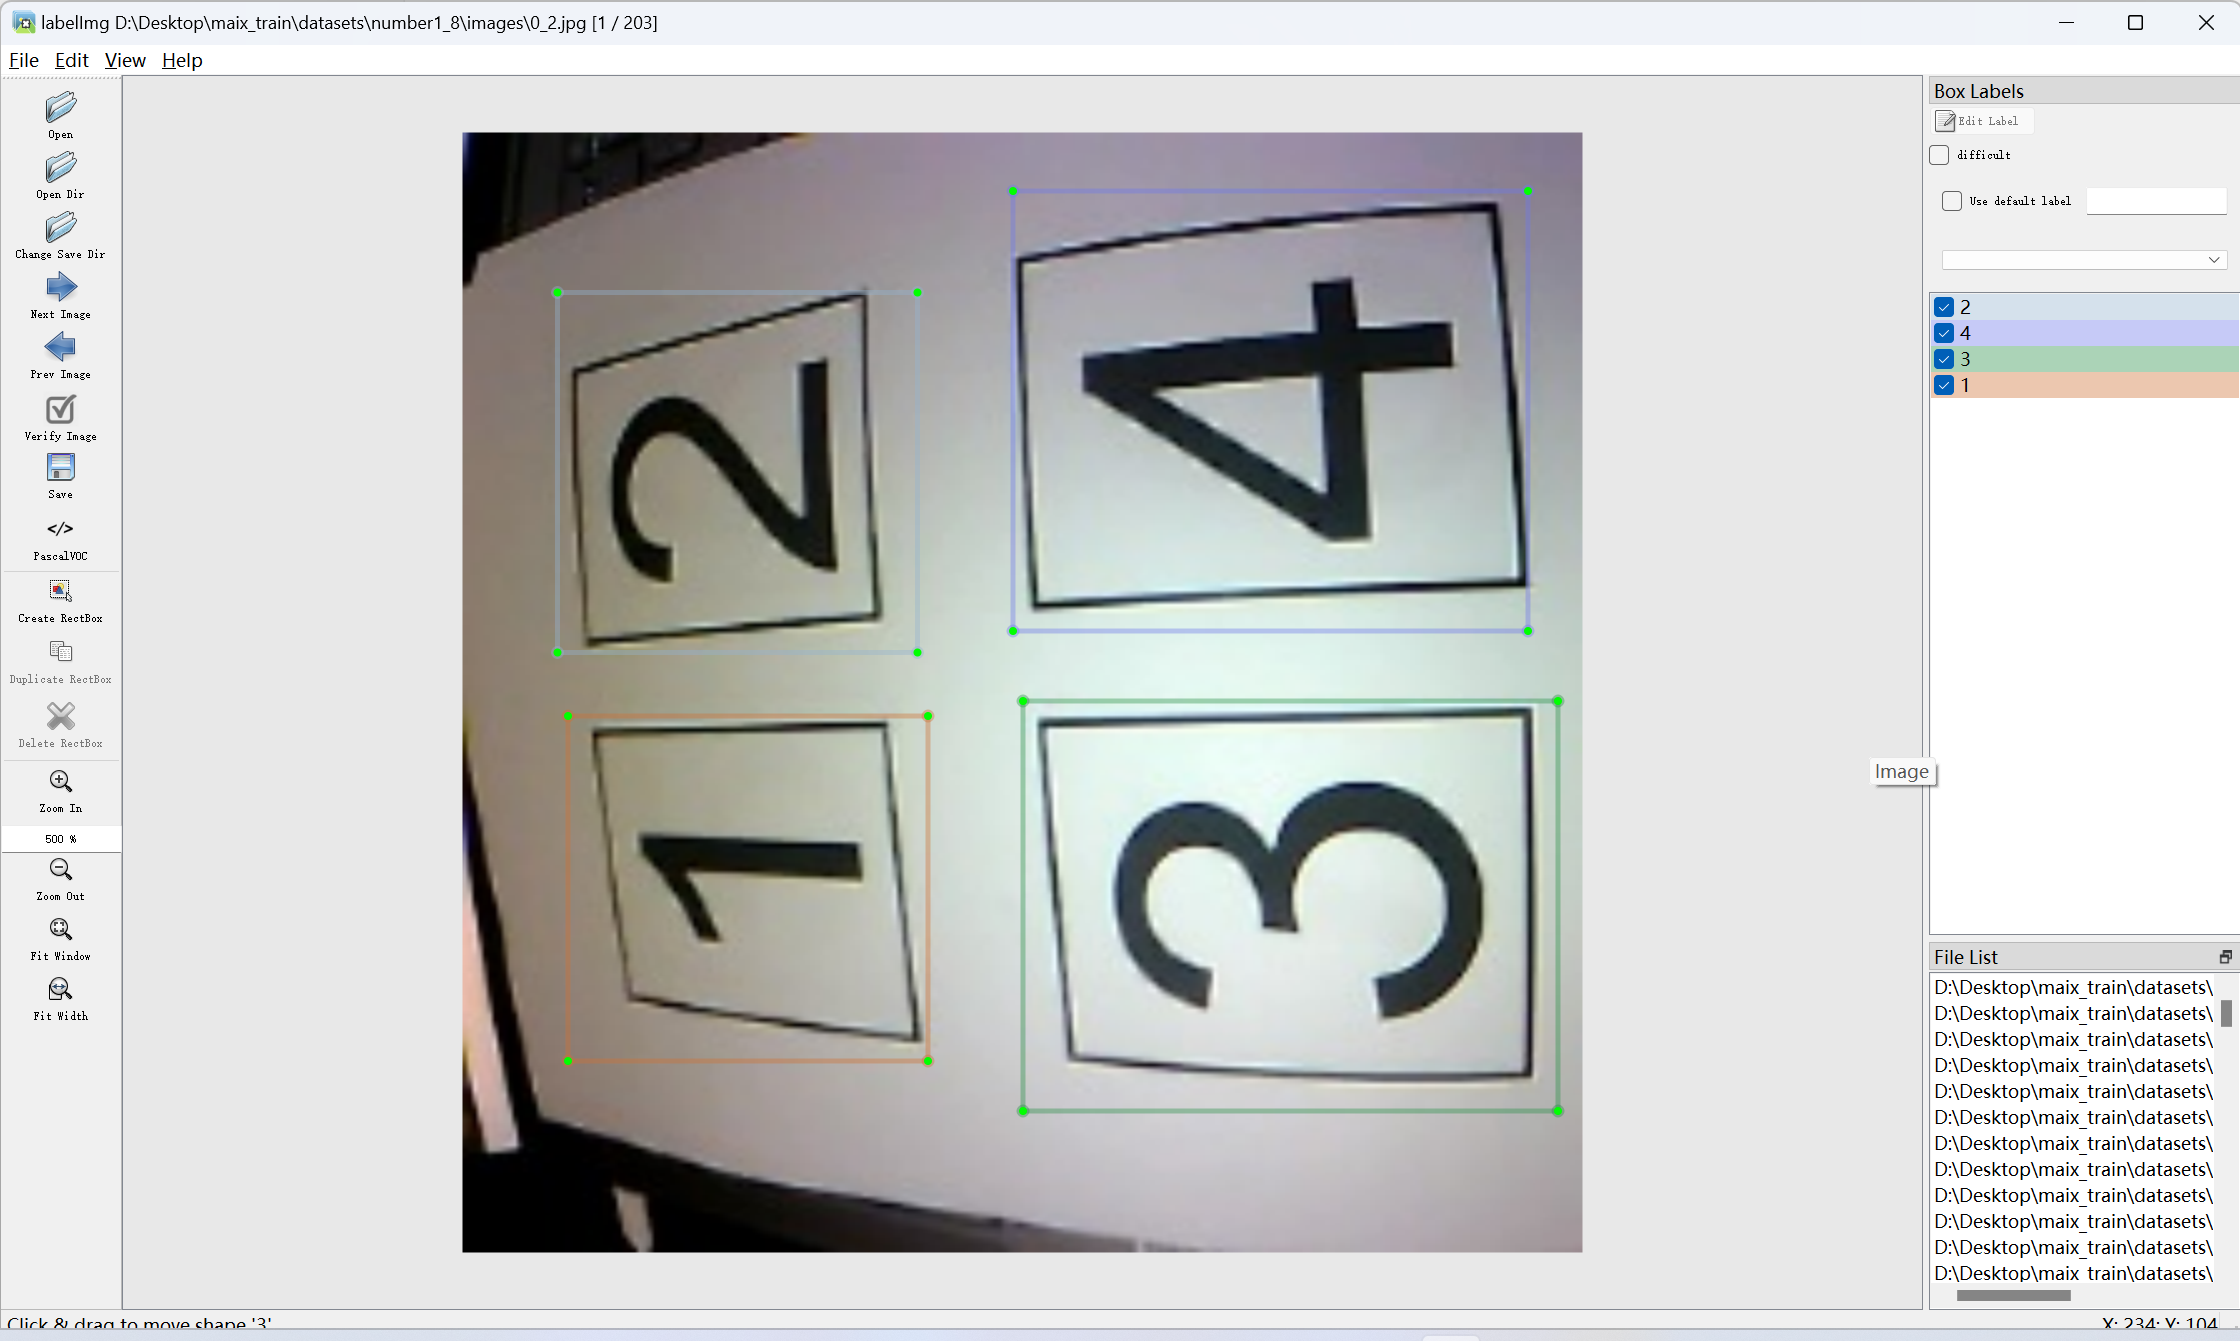 labelImg D:\Desktop\maix_train\datasets\number1_8\images\0_2.jpg [1 / 203]
File Edit View Help
Open
Open Dir
Change Save Dir
Next Image
Prev Image
Verify Image
Save
</>
PascalVOC
Create RectBox
Duplicate RectBox
Delete RectBox
Zoom In
500 %
Zoom Out
Fit Window
Fit Width
2
4
1
3
Image
Box Labels
Edit Label
difficult
Use default label
2
4
3
1
File List
D:\Desktop\maix_train\datasets\
D:\Desktop\maix_train\datasets\
D:\Desktop\maix_train\datasets\
D:\Desktop\maix_train\datasets\
D:\Desktop\maix_train\datasets\
D:\Desktop\maix_train\datasets\
D:\Desktop\maix_train\datasets\
D:\Desktop\maix_train\datasets\
D:\Desktop\maix_train\datasets\
D:\Desktop\maix_train\datasets\
D:\Desktop\maix_train\datasets\
D:\Desktop\maix_train\datasets\
Click & drag to move shape '3'
X: 234; Y: 104